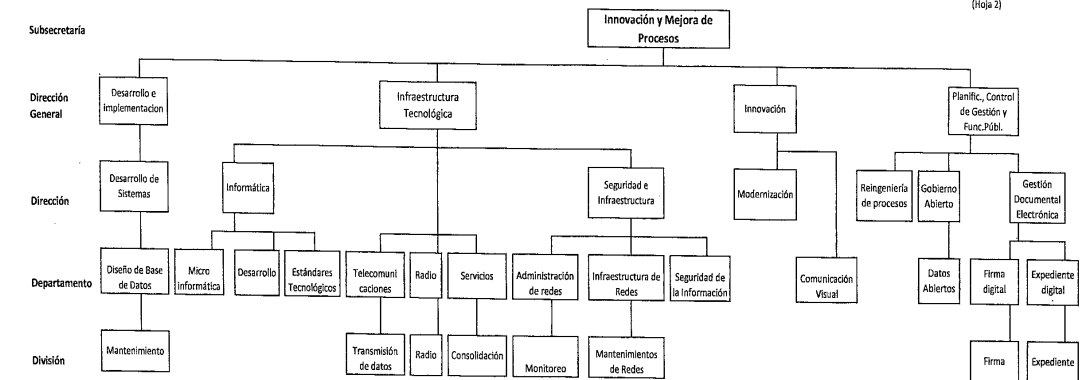 (Hoja 2)
Subsecretaría
Innovación y Mejora de
Procesos
Dirección
General
Desarrollo e
implementacion
Infraestructura
Tecnológica
Innovación
Planific., Control
de Gestión y
Func.Públ.
Dirección
Desarrollo de
Sistemas
Informática
Seguridad e
Infraestructura
Modernización
Reingeniería
de procesos
Gobierno
Abierto
Gestión
Documental
Electrónica
Departamento
Diseño de Base
de Datos
Micro
informática
Desarrollo
Estándares
Tecnológicos
Telecomuni
caciones
Radio
Servicios
Administración
de redes
Infraestructura de
Redes
Seguridad de
la Información
Comunicación
Visual
Datos
Abiertos
Firma
digital
Expediente
digital
División
Mantenimiento
Transmisión
de datos
Radio
Consolidación
Monitoreo
Mantenimientos
de Redes
Firma
Expediente